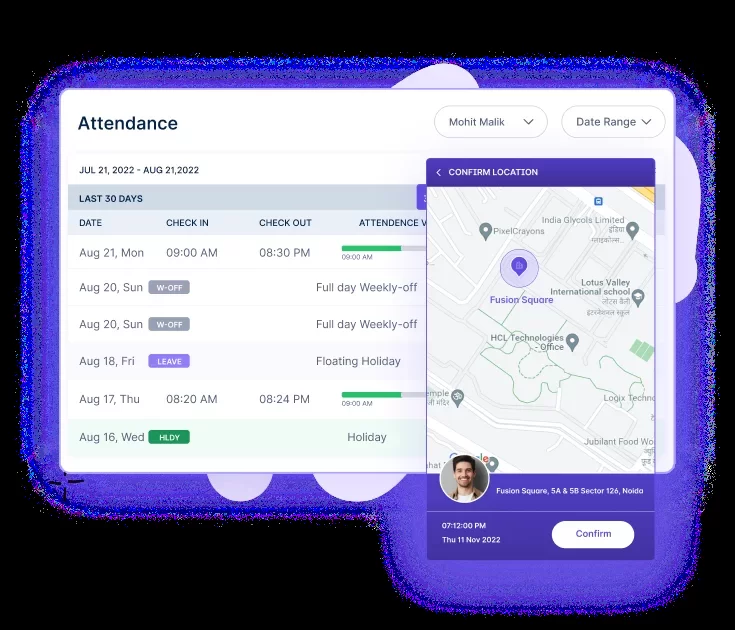 Attendance
Mohit Malik
Date Range
JUL 21, 2022 - AUG 21,2022
LAST 30 DAYS
DATE CHECK IN CHECK OUT ATTENDENCE V
Aug 21, Mon 09:00 AM 08:30 PM
09:00 AM
Aug 20, Sun W-OFF Full day Weekly-off
Aug 20, Sun W-OFF Full day Weekly-off
Aug 18, Fri LEAVE Floating Holiday
Aug 17, Thu 08:20 AM 08:24 PM
09:00 AM
Aug 16, Wed HLDY Holiday
CONFIRM LOCATION
India Glycols Limited
इंडिया
PixelCrayons
Fusion Square
Lotus Valley
International school
लोटस वैली
HCL Technologies
- Office
emple
Logix Techno
Jubilant Food Wo
Fusion Square, 5A & 5B Sector 126, Noida
07:12:00 PM
Thu 11 Nov 2022
Confirm